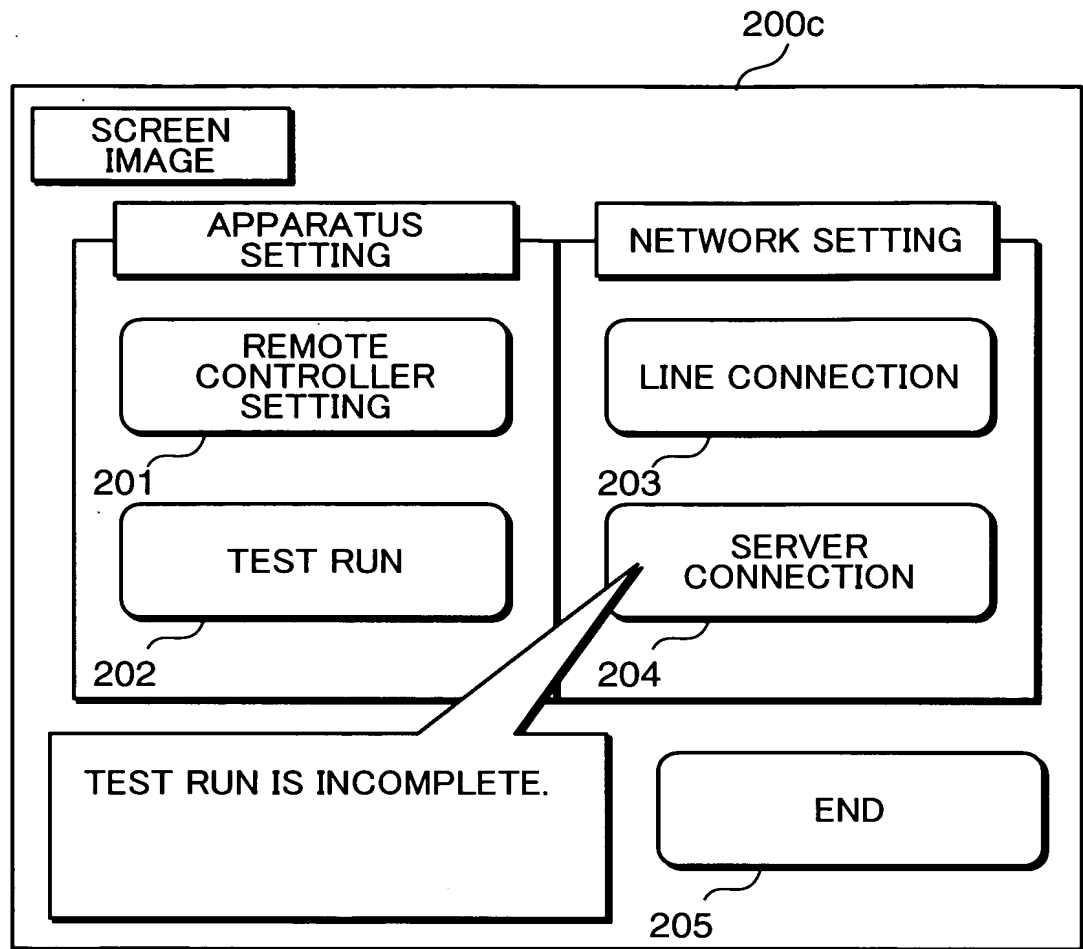 200c
SCREEN
IMAGE
APPARATUS
SETTING
NETWORK SETTING
REMOTE
CONTROLLER
SETTING
LINE CONNECTION
201
203
TEST RUN
SERVER
CONNECTION
202
204
TEST RUN IS INCOMPLETE.
END
205